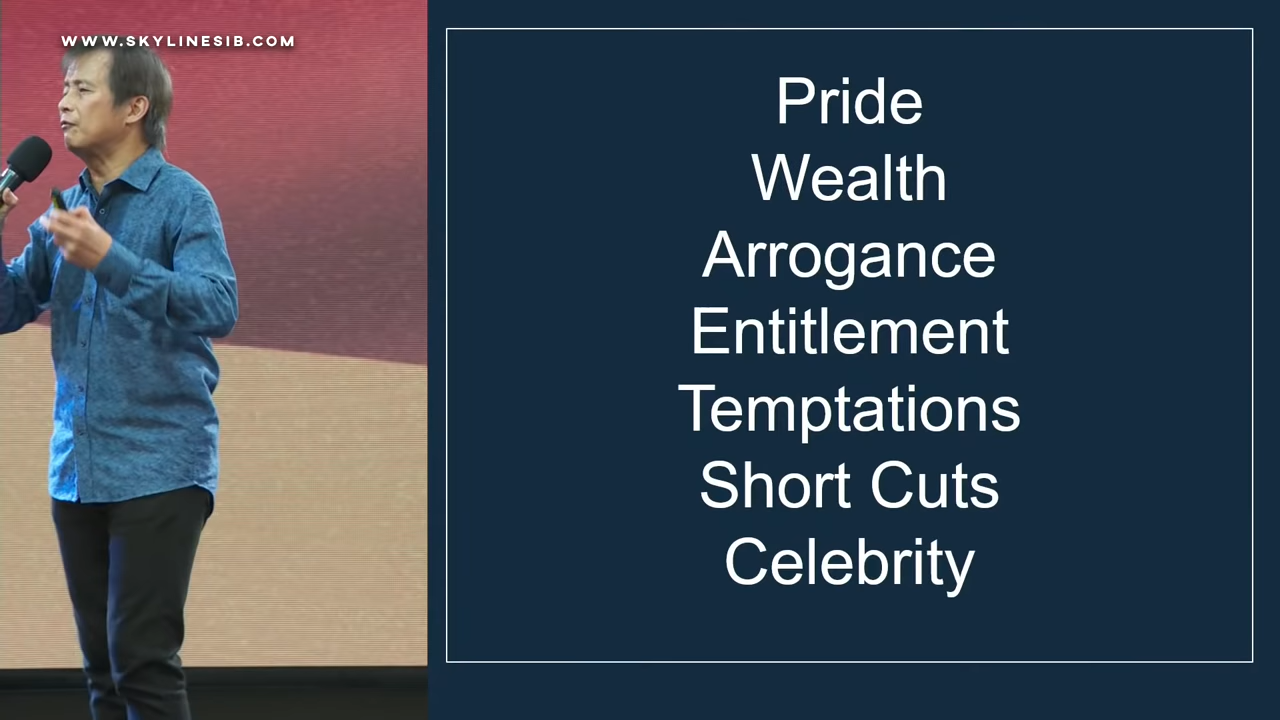 WWW.SKYLINESIB.COM
Pride
Wealth
Arrogance
Entitlement
Temptations
Short Cuts
Celebrity